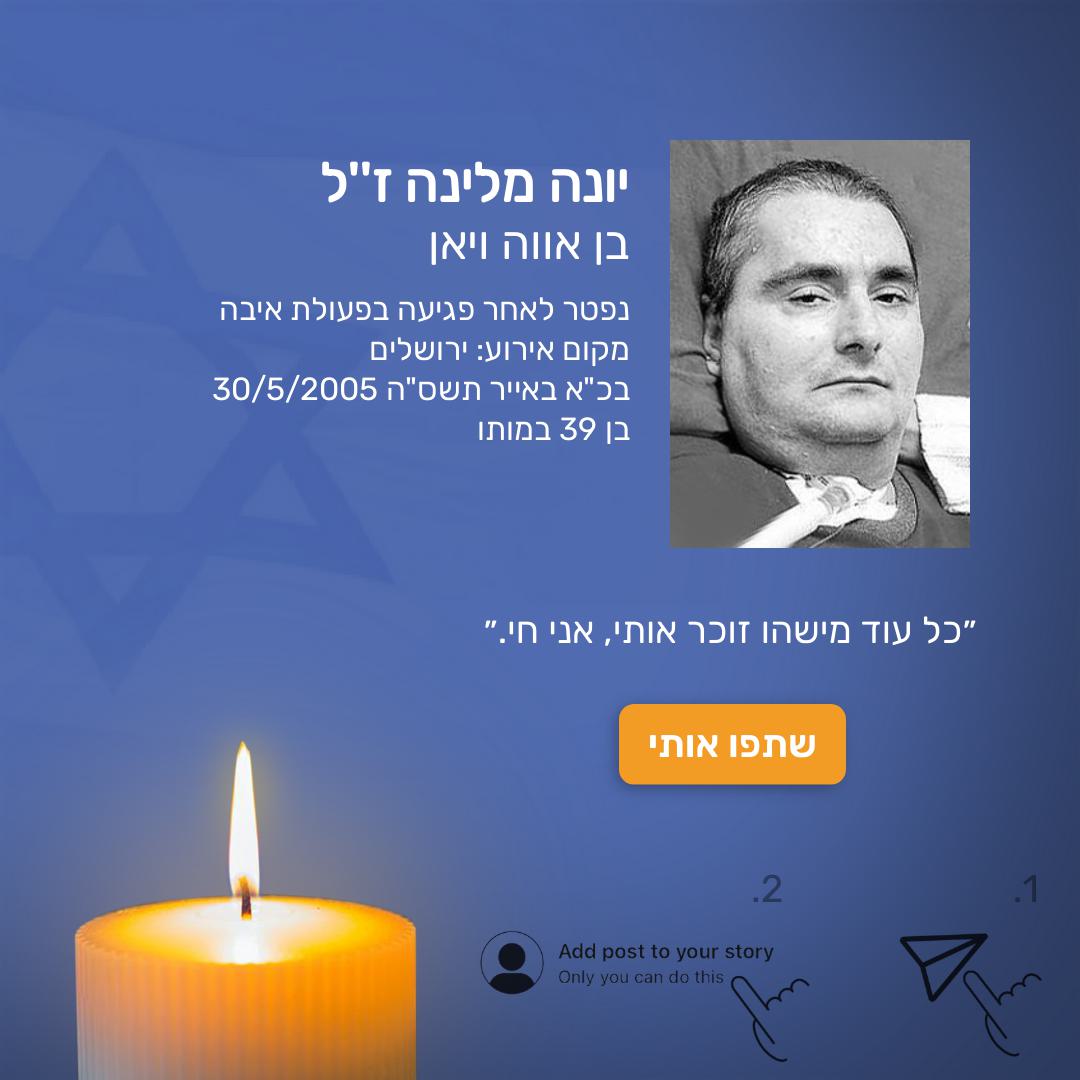 יונה מלינה ז"ל
בן אווה ויאן
נפטר לאחר פגיעה בפעולת איבה
מקום אירוע: ירושלים
בכ"א באייר תשס"ה 30/5/2005
בן 39 במותו
״כל עוד מישהו זוכר אותי, אני חי.״
שתפו אותי
1.
2.
Add post to your story
Only you can do this